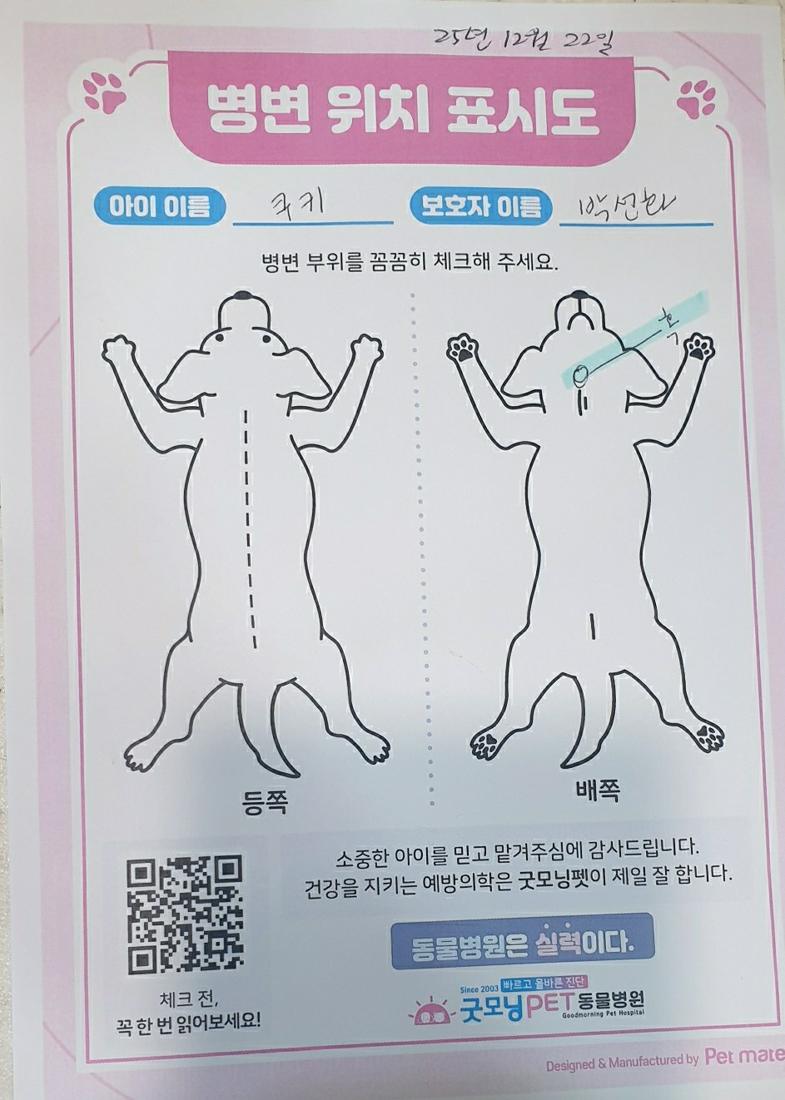 25년 12월 22일
병변 위치 표시도
아이 이름 쿠키 보호자 이름 박선화
병변 부위를 꼼꼼히 체크해 주세요.
혹
등쪽
배쪽
소중한 아이를 믿고 맡겨주심에 감사드립니다.
건강을 지키는 예방의학은 굿모닝펫이 제일 잘 합니다.
동물병원은 실력이다.
체크 전,
꼭 한 번 읽어보세요!
Since 2003 빠르고 올바른 진단
굿모닝PET동물병원
Goodmorning Pet Hospital
Designed & Manufactured by Pet mate